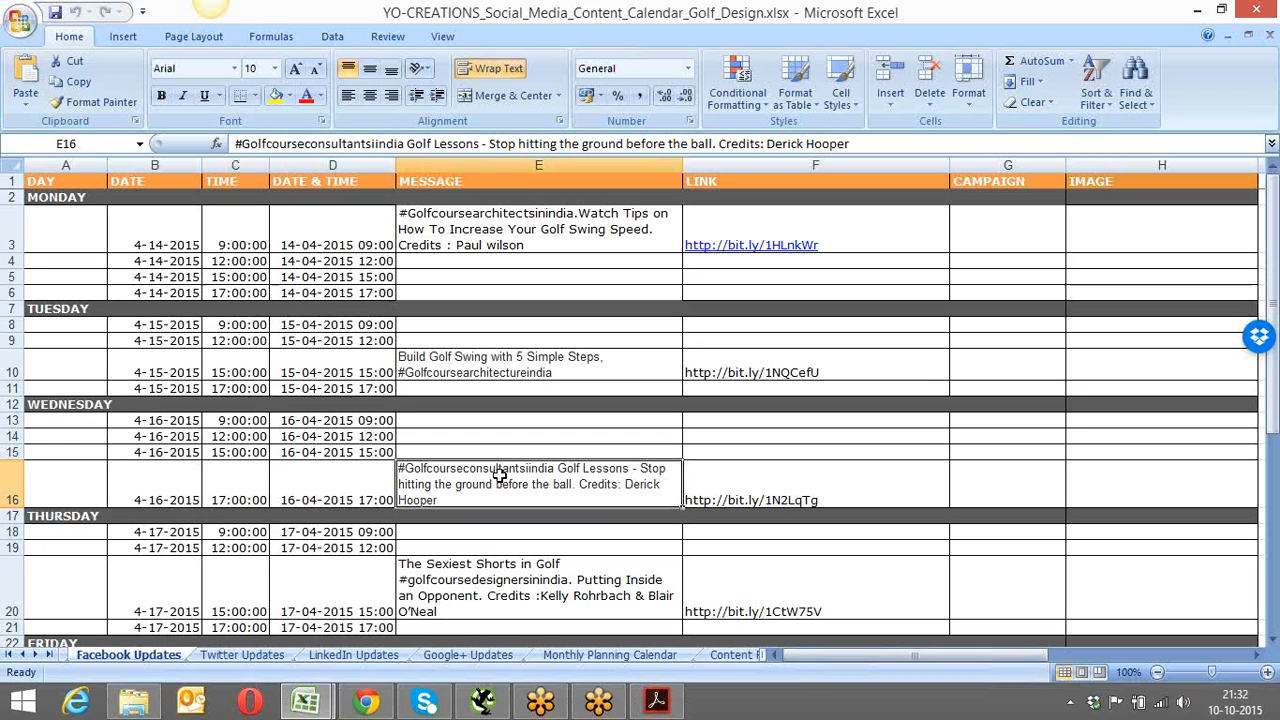 YO-CREATIONS_Social_Media_Content_Calendar_Golf_Design.xlsx - Microsoft Excel
Home Insert Page Layout Formulas Data Review View
Paste
Cut
Copy
Format Painter
Clipboard
Arial 10
B I U
Font
Wrap Text
Merge & Center
Alignment
General
% ,
Number
Conditional Formatting
Format as Table
Cell Styles
Styles
Insert Delete Format
Cells
AutoSum
Fill
Clear
Sort & Filter
Find & Select
Editing
E16 fx #Golfcourseconsultantsiindia Golf Lessons - Stop hitting the ground before the ball. Credits: Derick Hooper
A B C D E F G H
1 DAY DATE TIME DATE & TIME MESSAGE LINK CAMPAIGN IMAGE
2 MONDAY
#Golfcoursearchitectsinindia.Watch Tips on
How To Increase Your Golf Swing Speed.
3 4-14-2015 9:00:00 14-04-2015 09:00 Credits : Paul wilson http://bit.ly/1HLnkWr
4 4-14-2015 12:00:00 14-04-2015 12:00
5 4-14-2015 15:00:00 14-04-2015 15:00
6 4-14-2015 17:00:00 14-04-2015 17:00
7 TUESDAY
8 4-15-2015 9:00:00 15-04-2015 09:00
9 4-15-2015 12:00:00 15-04-2015 12:00
Build Golf Swing with 5 Simple Steps,
10 4-15-2015 15:00:00 15-04-2015 15:00 #Golfcoursearchitectureindia http://bit.ly/1NQCefU
11 4-15-2015 17:00:00 15-04-2015 17:00
12 WEDNESDAY
13 4-16-2015 9:00:00 16-04-2015 09:00
14 4-16-2015 12:00:00 16-04-2015 12:00
15 4-16-2015 15:00:00 16-04-2015 15:00
#Golfcourseconsultantsiindia Golf Lessons - Stop
hitting the ground before the ball. Credits: Derick
16 4-16-2015 17:00:00 16-04-2015 17:00 Hooper http://bit.ly/1N2LqTg
17 THURSDAY
18 4-17-2015 9:00:00 17-04-2015 09:00
19 4-17-2015 12:00:00 17-04-2015 12:00
The Sexiest Shorts in Golf
#golfcoursedesignersinindia. Putting Inside
an Opponent. Credits :Kelly Rohrbach & Blair
20 4-17-2015 15:00:00 17-04-2015 15:00 O'Neal http://bit.ly/1CtW75V
21 4-17-2015 17:00:00 17-04-2015 17:00
22 FRIDAY
Facebook Updates Twitter Updates LinkedIn Updates Google+ Updates Monthly Planning Calendar Content
Ready 100%
21:32
10-10-2015